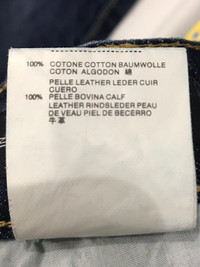 100% COTONE COTTON BAUMWOLLE
COTON ALGODON 綿
PELLE LEATHER LEDER CUIR
CUERO
100% PELLE BOVINA CALF
LEATHER RINDSLEDER PEAU
DE VEAU PIEL DE BECERRO
牛革